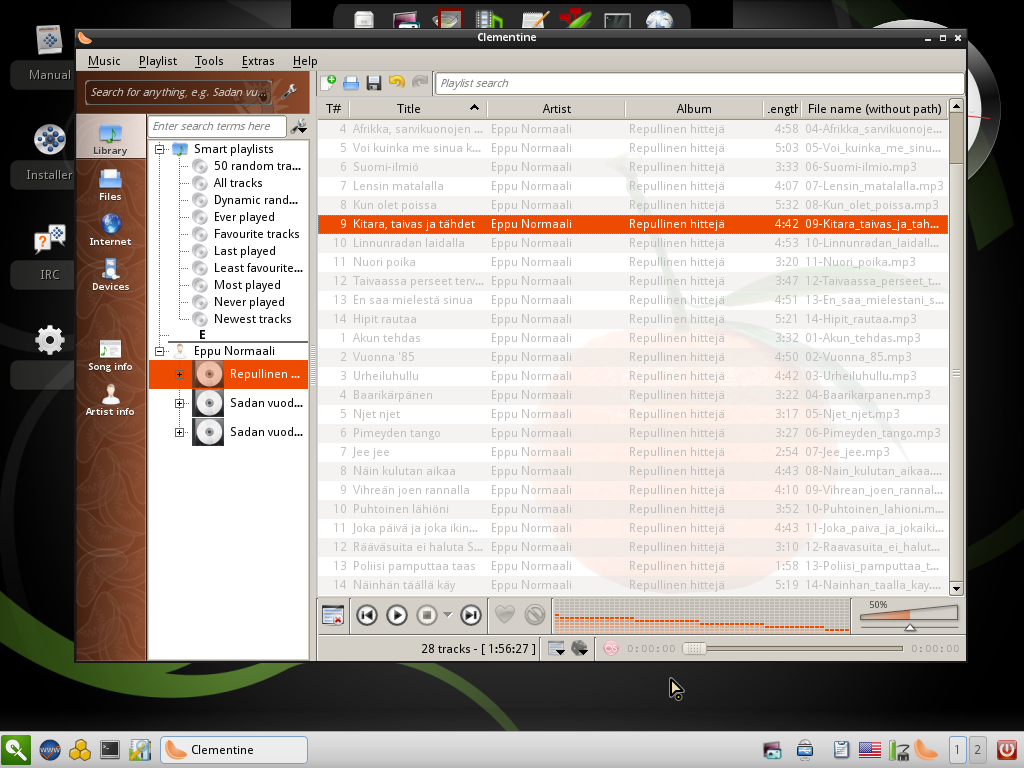 Clementine
Manual
Installer
IRC
Music Playlist Tools Extras Help
Search for anything, e.g. Sadan vu...
Playlist search
Enter search terms here
Library
Files
Internet
Devices
Song info
Artist info
Smart playlists
50 random tra...
All tracks
Dynamic rand...
Ever played
Favourite tracks
Last played
Least favourite...
Most played
Never played
Newest tracks
E
Eppu Normaali
Repullinen ...
Sadan vuod...
Sadan vuod...
T# Title Artist Album Length File name (without path)
4 Afrikka, sarvikuonojen ... Eppu Normaali Repullinen hittejä 4:58 04-Afrikka_sarvikuonoje...
5 Voi kuinka me sinua k... Eppu Normaali Repullinen hittejä 5:03 05-Voi_kuinka_me_sinu...
6 Suomi-ilmiö Eppu Normaali Repullinen hittejä 3:33 06-Suomi-ilmio.mp3
7 Lensin matalalla Eppu Normaali Repullinen hittejä 4:07 07-Lensin_matalalla.mp3
8 Kun olet poissa Eppu Normaali Repullinen hittejä 5:32 08-Kun_olet_poissa.mp3
9 Kitara, taivas ja tähdet Eppu Normaali Repullinen hittejä 4:42 09-Kitara_taivas_ja_tah...
10 Linnunradan laidalla Eppu Normaali Repullinen hittejä 4:53 10-Linnunradan_laidall...
11 Nuori poika Eppu Normaali Repullinen hittejä 3:20 11-Nuori_poika.mp3
12 Taivaassa perseet terv... Eppu Normaali Repullinen hittejä 3:47 12-Taivaassa_perseet_t...
13 En saa mielestä sinua Eppu Normaali Repullinen hittejä 4:51 13-En_saa_mielestani_s...
14 Hipit rautaa Eppu Normaali Repullinen hittejä 5:21 14-Hipit_rautaa.mp3
1 Akun tehdas Eppu Normaali Repullinen hittejä 3:32 01-Akun_tehdas.mp3
2 Vuonna '85 Eppu Normaali Repullinen hittejä 4:50 02-Vuonna_85.mp3
3 Urheiluhullu Eppu Normaali Repullinen hittejä 4:42 03-Urheiluhullu.mp3
4 Baarikärpänen Eppu Normaali Repullinen hittejä 3:22 04-Baarikarpanen.mp3
5 Njet njet Eppu Normaali Repullinen hittejä 3:17 05-Njet_njet.mp3
6 Pimeyden tango Eppu Normaali Repullinen hittejä 3:27 06-Pimeyden_tango.mp3
7 Jee jee Eppu Normaali Repullinen hittejä 2:54 07-Jee_jee.mp3
8 Näin kulutan aikaa Eppu Normaali Repullinen hittejä 4:43 08-Nain_kulutan_aikaa....
9 Vihreän joen rannalla Eppu Normaali Repullinen hittejä 4:10 09-Vihrean_joen_rannal...
10 Puhtoinen lähiöni Eppu Normaali Repullinen hittejä 3:52 10-Puhtoinen_lahioni.m...
11 Joka päivä ja joka ikin... Eppu Normaali Repullinen hittejä 4:43 11-Joka_paiva_ja_jokaiki...
12 Rääväsuita ei haluta S... Eppu Normaali Repullinen hittejä 3:10 12-Raavasuita_ei_halut...
13 Poliisi pamputtaa taas Eppu Normaali Repullinen hittejä 1:58 13-Poliisi_pamputtaa_t...
14 Näinhän täällä käy Eppu Normaali Repullinen hittejä 5:19 14-Nainhan_taalla_kay....
50%
28 tracks - [ 1:56:27 ]
0:00:00 0:00:00
www
Clementine
1 2